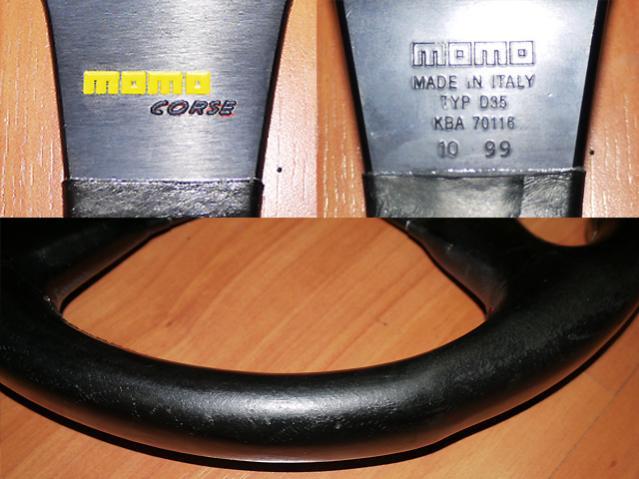 momo
CORSE
momo
MADE IN ITALY
TYP D35
KBA 70116
10 99